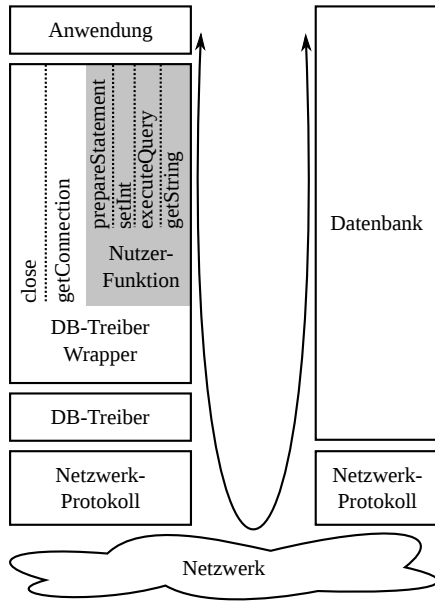 Anwendung
close
getConnection
prepareStatement
setInt
executeQuery
getString
Nutzer-
Funktion
DB-Treiber
Wrapper
DB-Treiber
Netzwerk-
Protokoll
Datenbank
Netzwerk-
Protokoll
Netzwerk